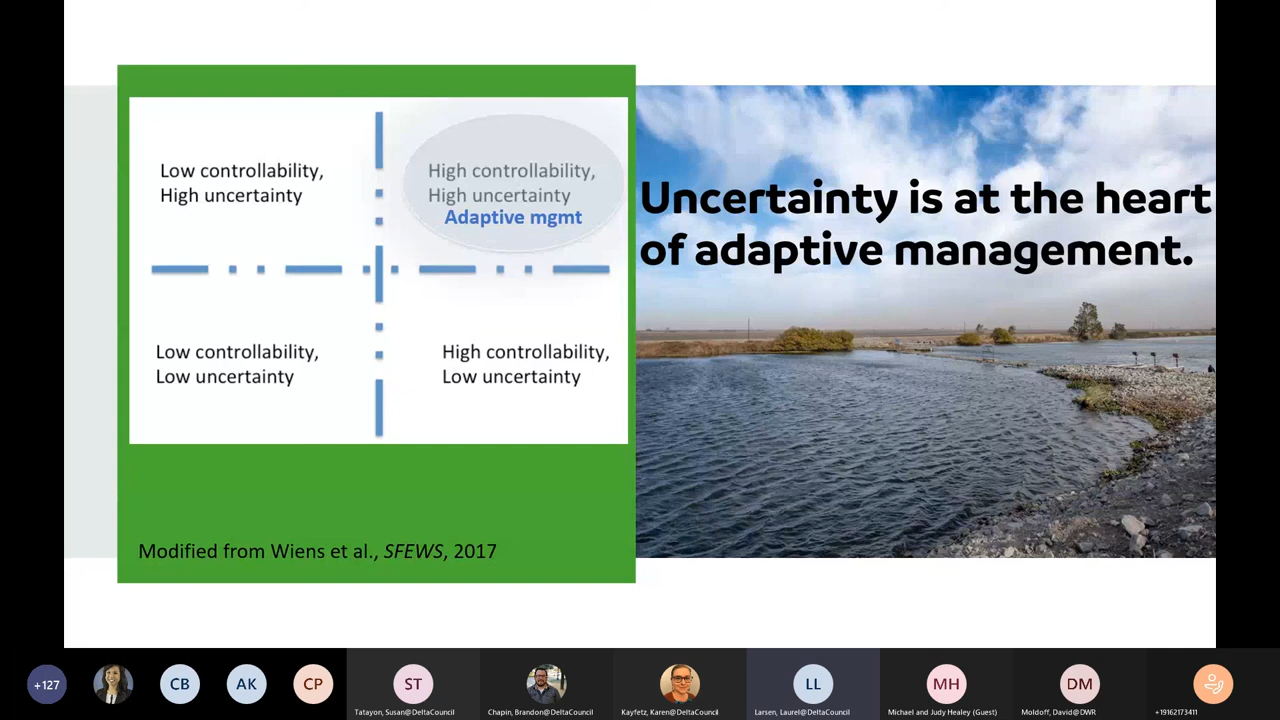 Low controllability,
High uncertainty
High controllability,
High uncertainty
Adaptive mgmt
Low controllability,
Low uncertainty
High controllability,
Low uncertainty
Modified from Wiens et al., SFEWS, 2017
Uncertainty is at the heart
of adaptive management.
+127
CB
AK
CP
ST
Tatayon, Susan@DeltaCouncil
Chapin, Brandon@DeltaCouncil
Kayfetz, Karen@DeltaCouncil
LL
Larsen, Laurel@DeltaCouncil
MH
Michael and Judy Healey (Guest)
DM
Moldoff, David@DWR
+19162173411